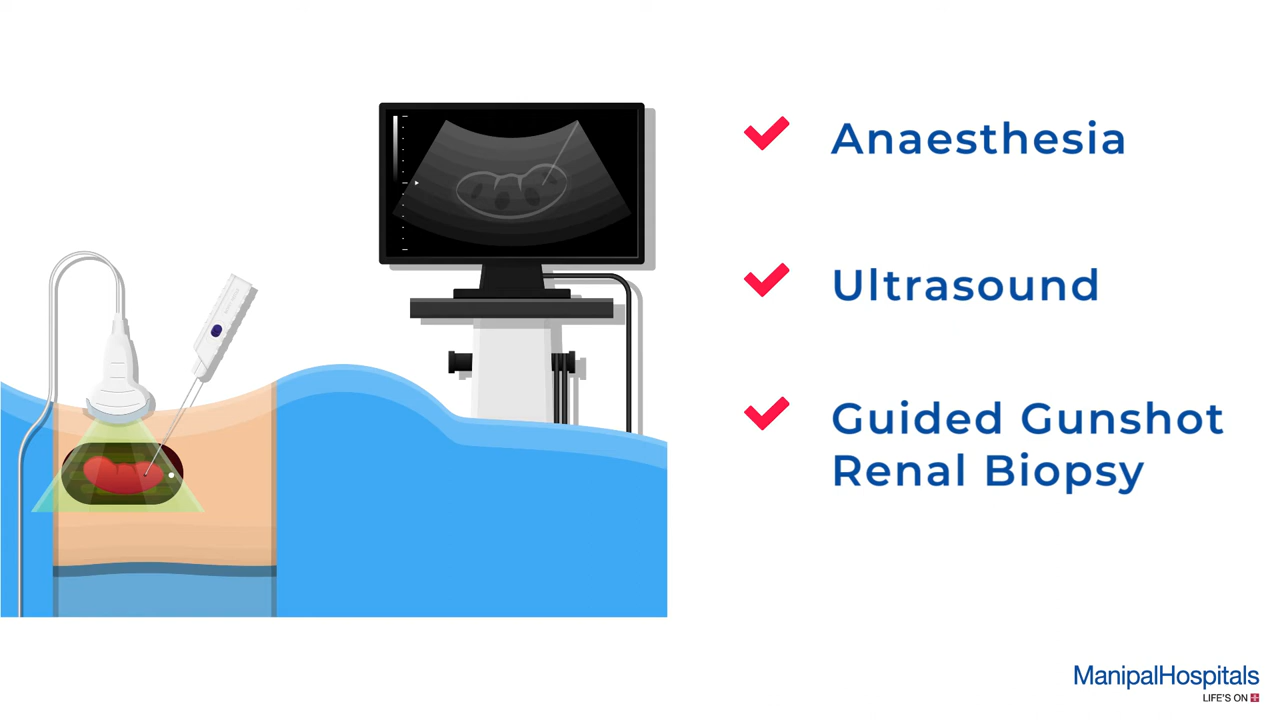 Anaesthesia
Ultrasound
Guided Gunshot
Renal Biopsy
ManipalHospitals
LIFE'S ON